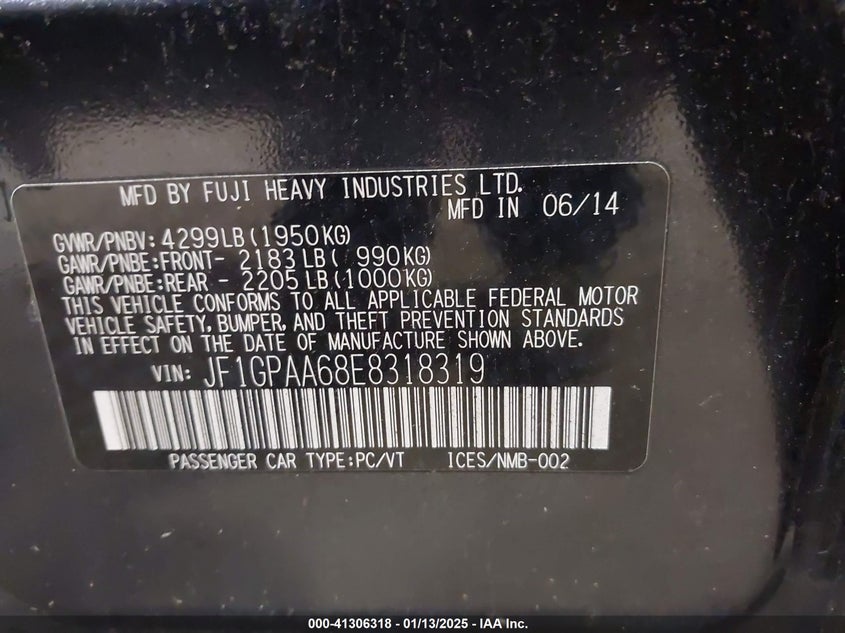 MFD BY FUJI HEAVY INDUSTRIES LTD.
MFD IN 06/14
GVWR/PNBV: 4299LB(1950KG)
GAWR/PNBE:FRONT- 2183LB( 990KG)
GAWR/PNBE:REAR - 2205LB(1000KG)
THIS VEHICLE CONFORMS TO ALL APPLICABLE FEDERAL MOTOR
VEHICLE SAFETY, BUMPER, AND THEFT PREVENTION STANDARDS
IN EFFECT ON THE DATE OF MANUFACTURE SHOWN ABOVE.
VIN: JF1GPAA68E8318319
PASSENGER CAR TYPE:PC/VT ICES/NMB-002
000-41306318 - 01/13/2025 - IAA Inc.